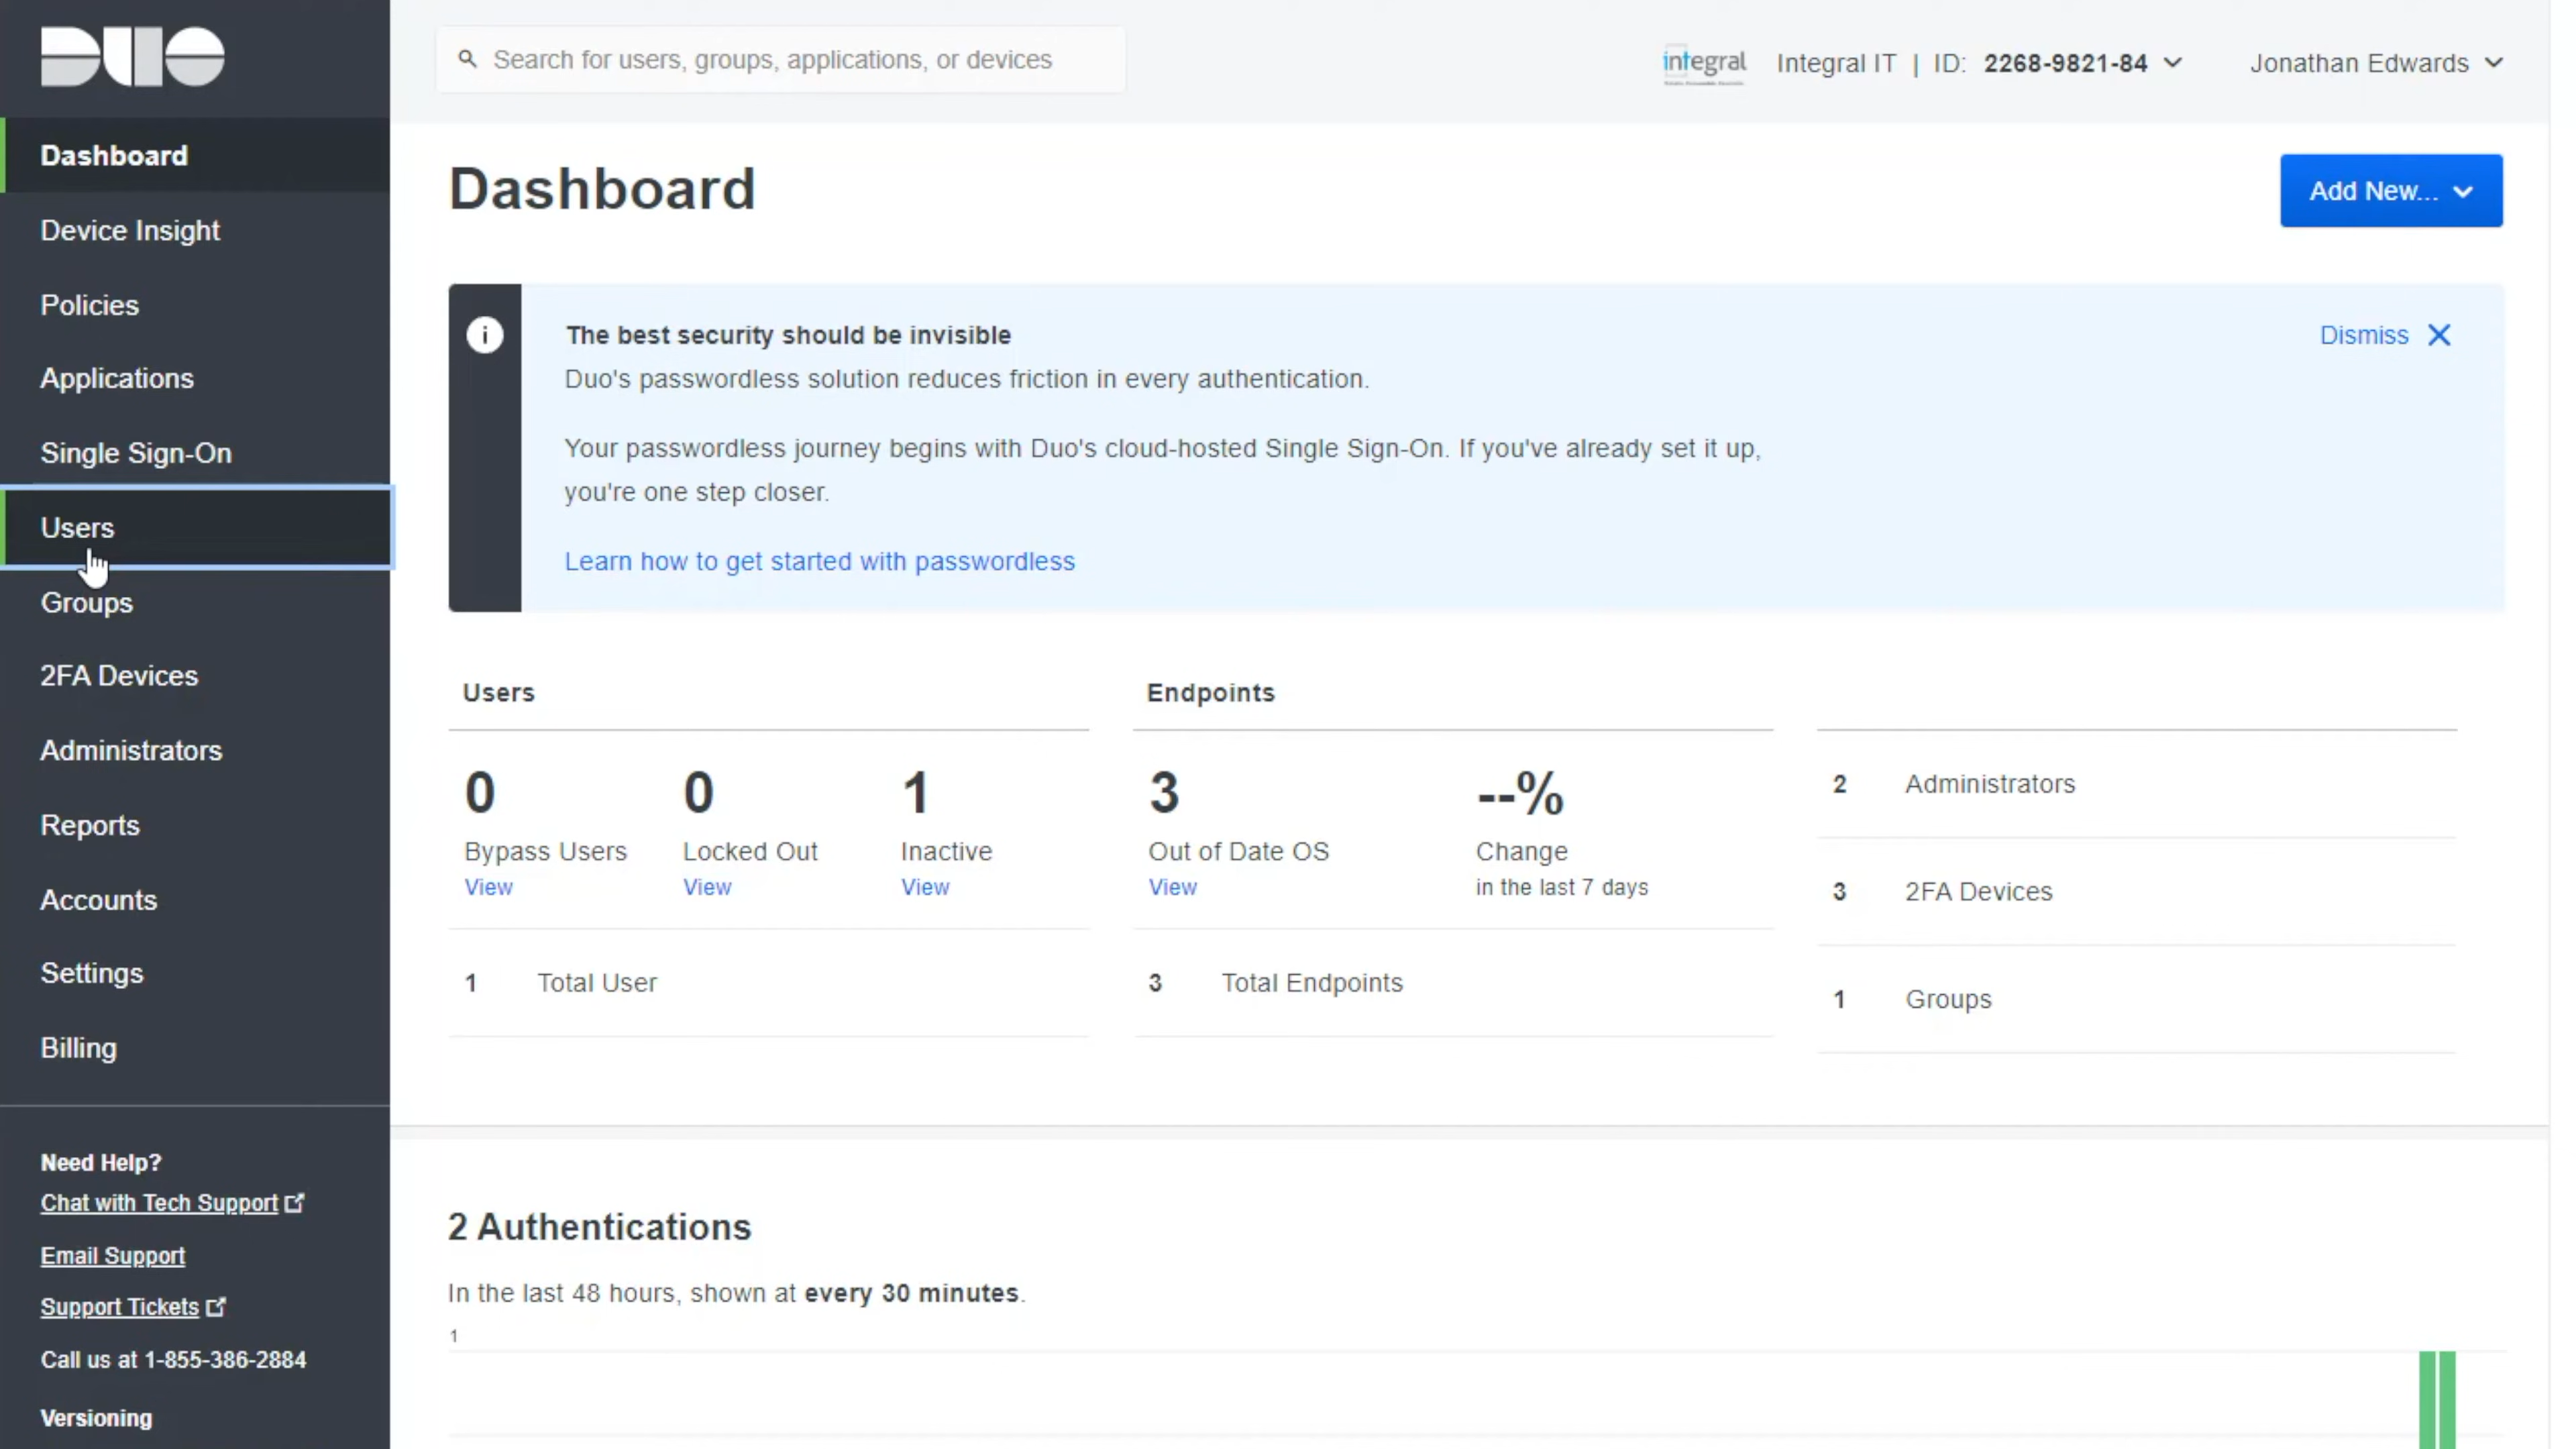 DUO
Search for users, groups, applications, or devices
integral
Integral IT | ID: 2268-9821-84
Jonathan Edwards
Dashboard
Device Insight
Policies
Applications
Single Sign-On
Users
Groups
2FA Devices
Administrators
Reports
Accounts
Settings
Billing
Need Help?
Chat with Tech Support
Email Support
Support Tickets
Call us at 1-855-386-2884
Versioning
Dashboard
Add New...
The best security should be invisible
Dismiss
Duo's passwordless solution reduces friction in every authentication.
Your passwordless journey begins with Duo's cloud-hosted Single Sign-On. If you've already set it up,
you're one step closer.
Learn how to get started with passwordless
Users
0
Bypass Users
View
0
Locked Out
View
1
Inactive
View
1 Total User
Endpoints
3
Out of Date OS
View
--%
Change
in the last 7 days
3 Total Endpoints
2 Administrators
3 2FA Devices
1 Groups
2 Authentications
In the last 48 hours, shown at every 30 minutes.
1